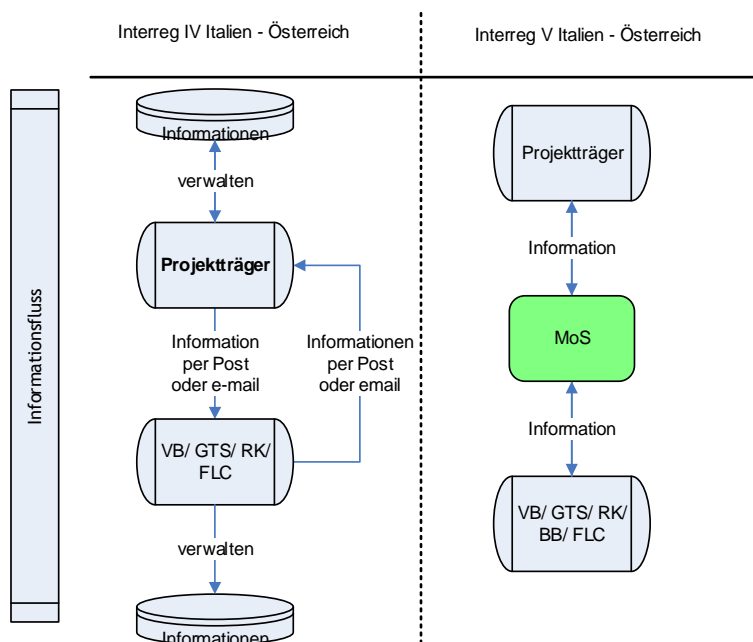 Interreg IV Italien - Österreich
Interreg V Italien - Österreich
Informationsfluss
Informationen
verwalten
Projektträger
Information
per Post
oder e-mail
Informationen
per Post
oder email
VB/ GTS/ RK/
FLC
verwalten
Informationen
Projektträger
Information
MoS
Information
VB/ GTS/ RK/
BB/ FLC